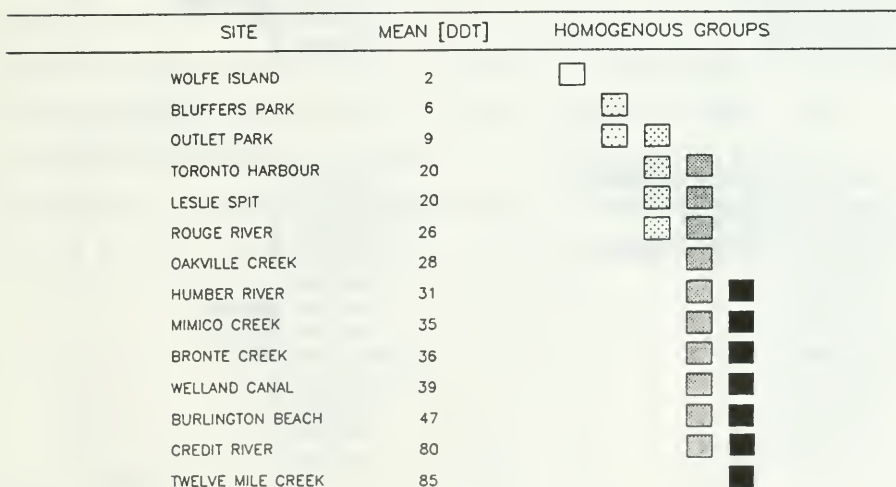 SITE MEAN [DDT] HOMOGENOUS GROUPS
WOLFE ISLAND 2
BLUFFERS PARK 6
OUTLET PARK 9
TORONTO HARBOUR 20
LESLIE SPIT 20
ROUGE RIVER 26
OAKVILLE CREEK 28
HUMBER RIVER 31
MIMICO CREEK 35
BRONTE CREEK 36
WELLAND CANAL 39
BURLINGTON BEACH 47
CREDIT RIVER 80
TWELVE MILE CREEK 85